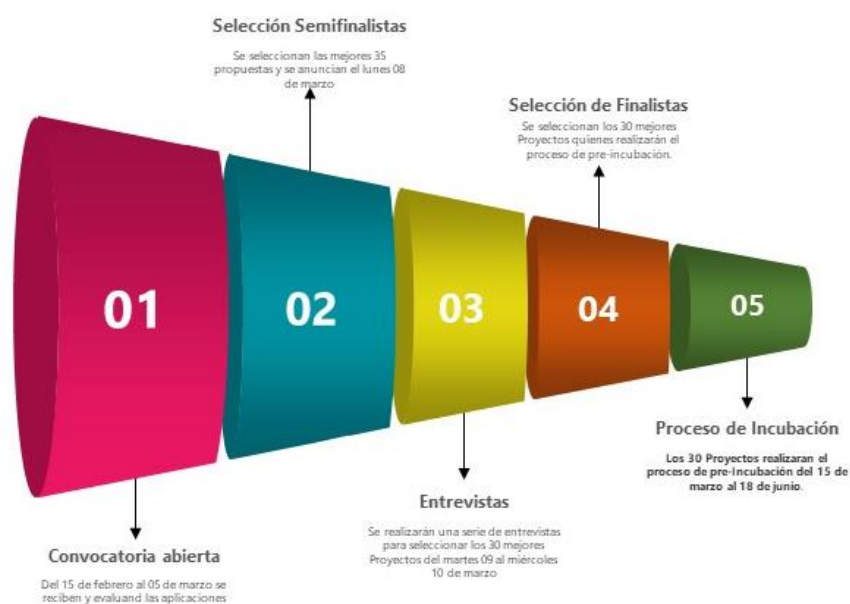 Selección Semifinalistas
Se seleccionan las mejores 35
propuestas y se anuncian el lunes 08
de marzo
Selección de Finalistas
Se seleccionan los 30 mejores
Proyectos quienes realizarán el
proceso de pre-incubación.
01
02
03
04
05
Proceso de Incubación
Los 30 Proyectos realizaran el
proceso de pre-Incubación del 15 de
marzo al 18 de junio.
Entrevistas
Se realizarán una serie de entrevistas
para seleccionar los 30 mejores
Proyectos del martes 09 al miércoles
10 de marzo
Convocatoria abierta
Del 15 de febrero al 05 de marzo se
reciben y evaluand las aplicaciones